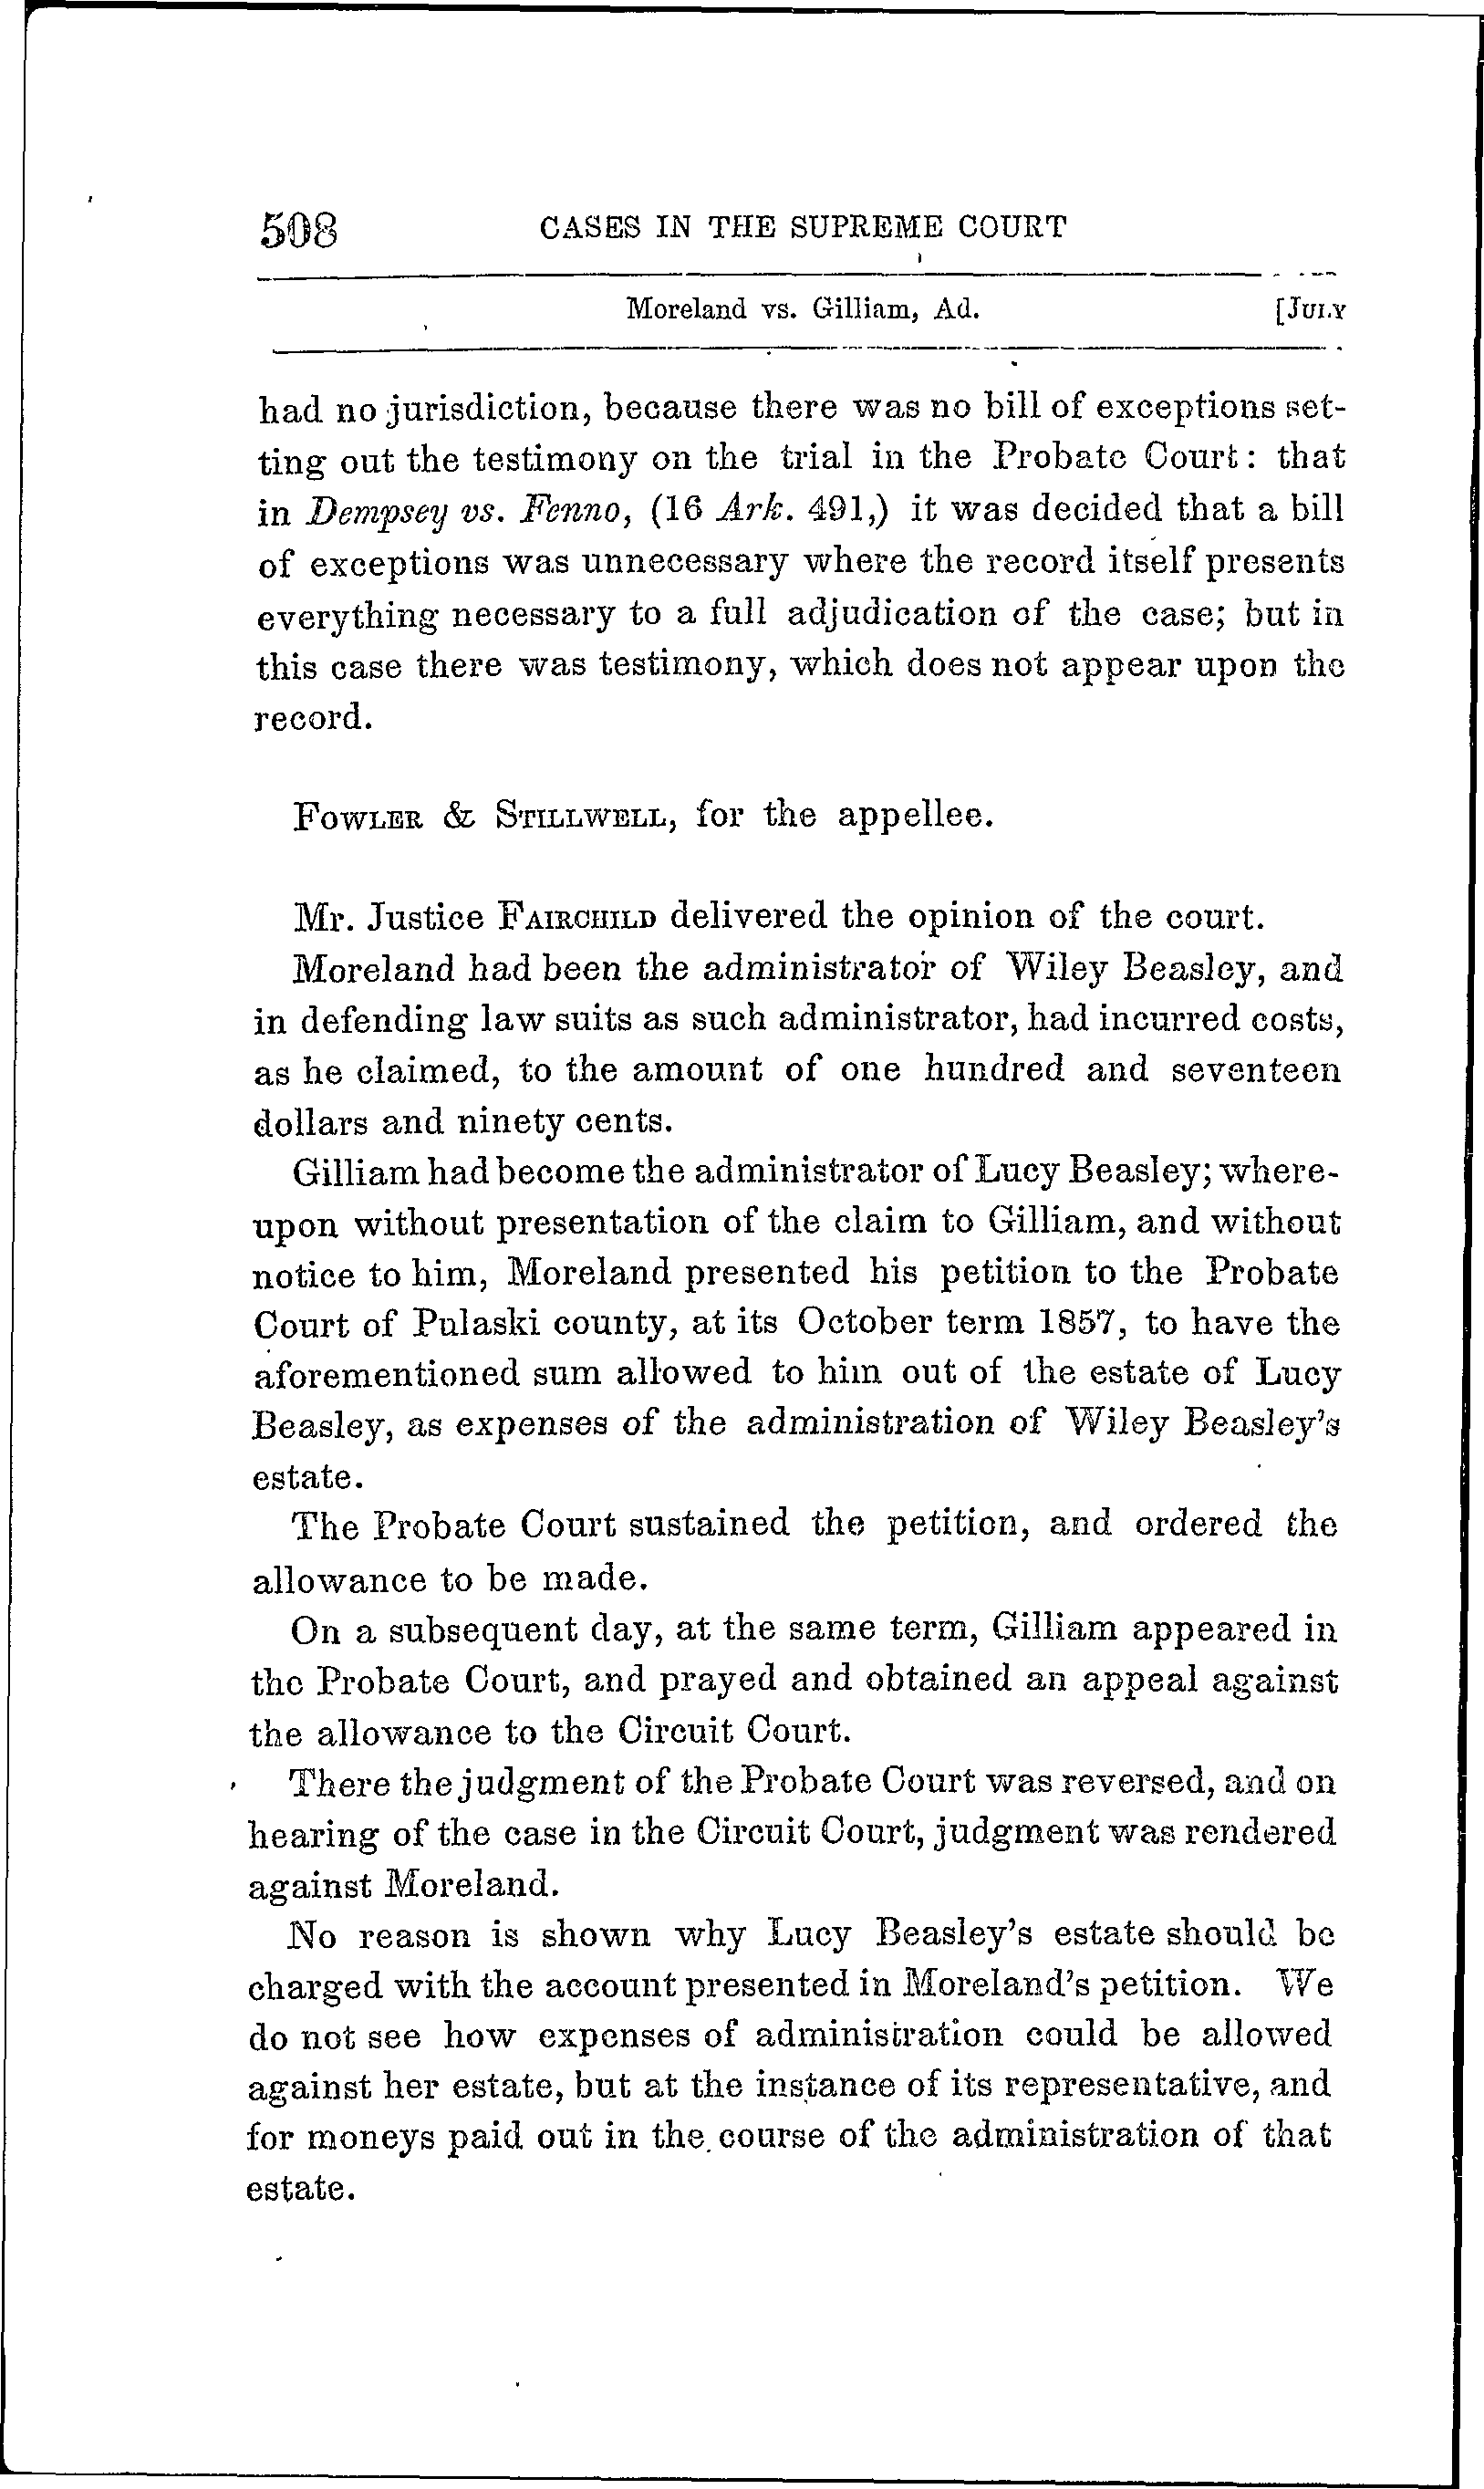 508 CASES IN THE SUPREME COURT
Moreland vs. Gilliam, Ad. [JULY
had no jurisdiction, because there was no bill of exceptions set-
ting out the testimony on the trial in the Probate Court: that
in Dempsey vs. Fenno, (16 Ark. 491,) it was decided that a bill
of exceptions was unnecessary where the record itself presents
everything necessary to a full adjudication of the case; but in
this case there was testimony, which does not appear upon the
record.
FOWLER & STILLWELL, for the appellee.
Mr. Justice FAIRCHILD delivered the opinion of the court.
Moreland had been the administrator of Wiley Beasley, and
in defending law suits as such administrator, had incurred costs,
as he claimed, to the amount of one hundred and seventeen
dollars and ninety cents.
Gilliam had become the administrator of Lucy Beasley; where-
upon without presentation of the claim to Gilliam, and without
notice to him, Moreland presented his petition to the Probate
Court of Pulaski county, at its October term 1857, to have the
aforementioned sum allowed to him out of the estate of Lucy
Beasley, as expenses of the administration of Wiley Beasley's
estate.
The Probate Court sustained the petition, and ordered the
allowance to be made.
On a subsequent day, at the same term, Gilliam appeared in
the Probate Court, and prayed and obtained an appeal against
the allowance to the Circuit Court.
There the judgment of the Probate Court was reversed, and on
hearing of the case in the Circuit Court, judgment was rendered
against Moreland.
No reason is shown why Lucy Beasley's estate should be
charged with the account presented in Moreland's petition. We
do not see how expenses of administration could be allowed
against her estate, but at the instance of its representative, and
for moneys paid out in the course of the administration of that
estate.